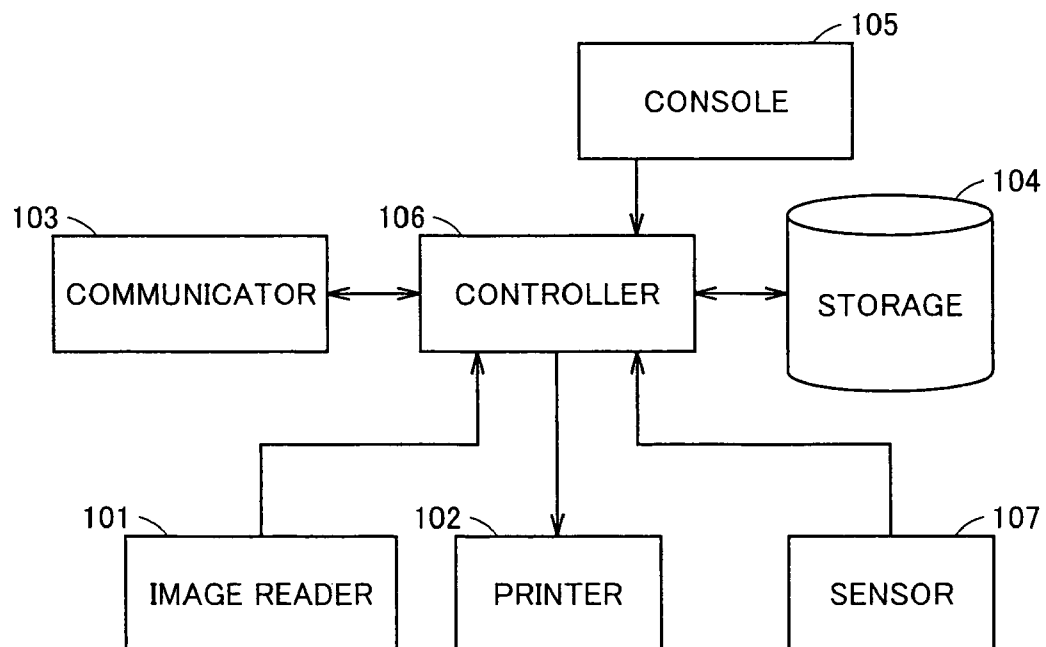 105
CONSOLE
103
106
104
COMMUNICATOR
CONTROLLER
STORAGE
101
102
107
IMAGE READER
PRINTER
SENSOR